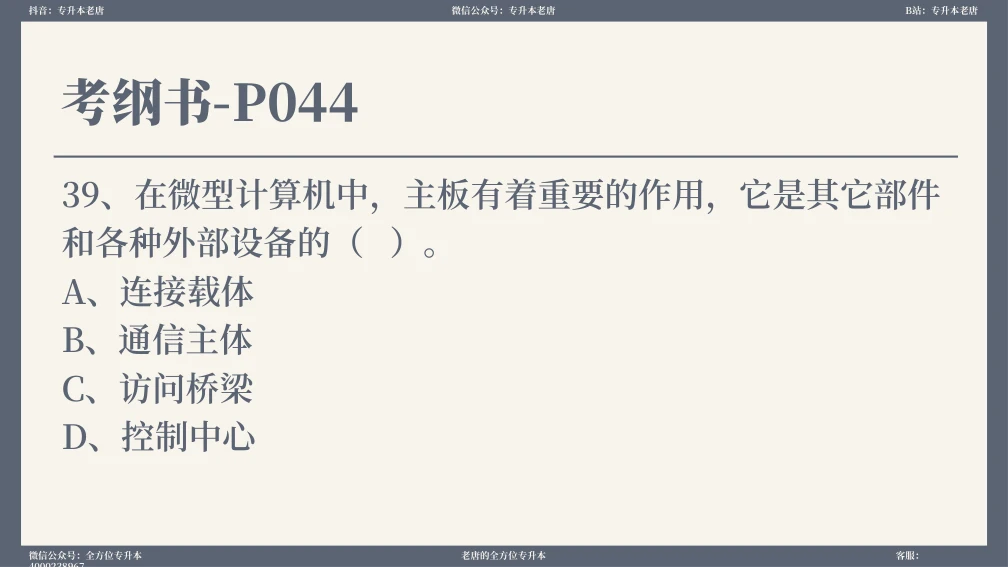 抖音：专升本老唐
微信公众号：专升本老唐
B站：专升本老唐
考纲书-P044
39、在微型计算机中，主板有着重要的作用，它是其它部件
和各种外部设备的（  ）。
A、连接载体
B、通信主体
C、访问桥梁
D、控制中心
微信公众号：全方位专升本
老唐的全方位专升本
客服：
4000238967